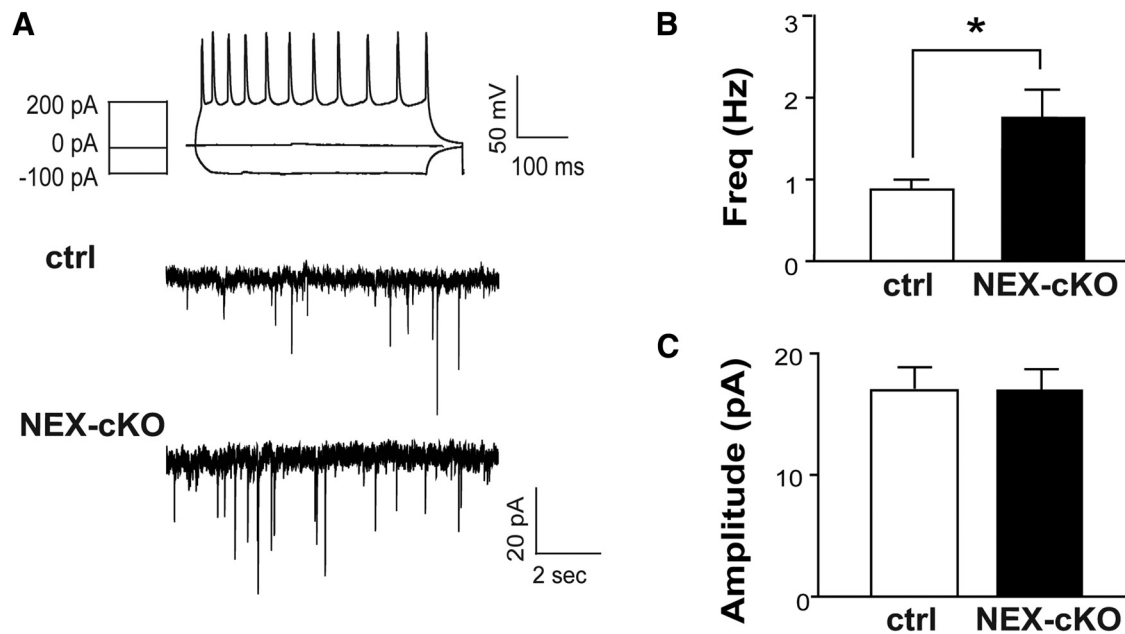 A
200 pA
0 pA
-100 pA
50 mV
100 ms
ctrl
NEX-cKO
20 pA
2 sec
B
Freq (Hz)
3
2
1
0
*
ctrl
NEX-cKO
C
Amplitude (pA)
20
10
0
ctrl
NEX-cKO